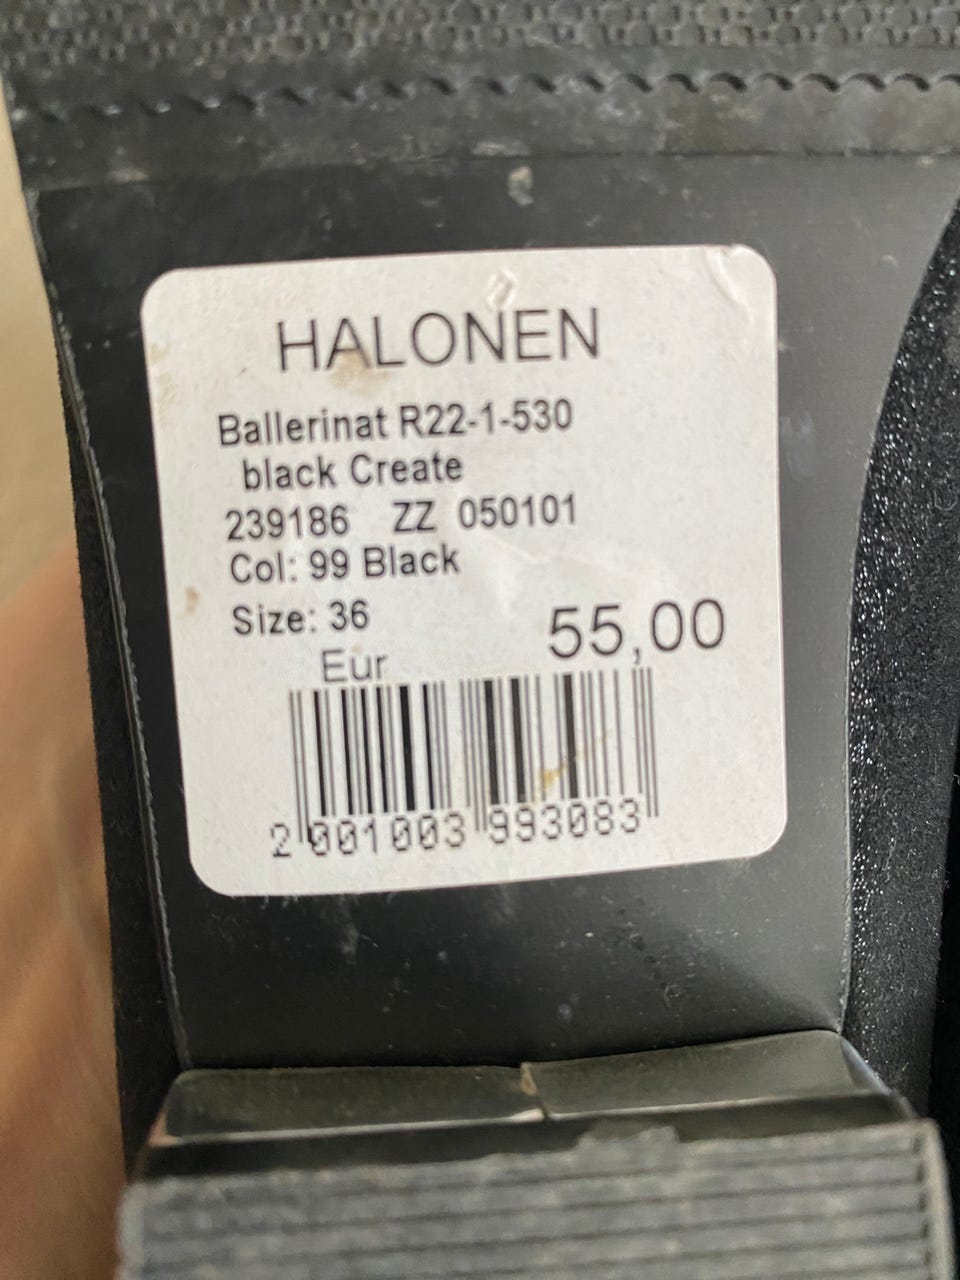 HALONEN
Ballerinat R22-1-530
black Create
239186 ZZ 050101
Col: 99 Black
Size: 36
55,00
Eur
2 001003 993083